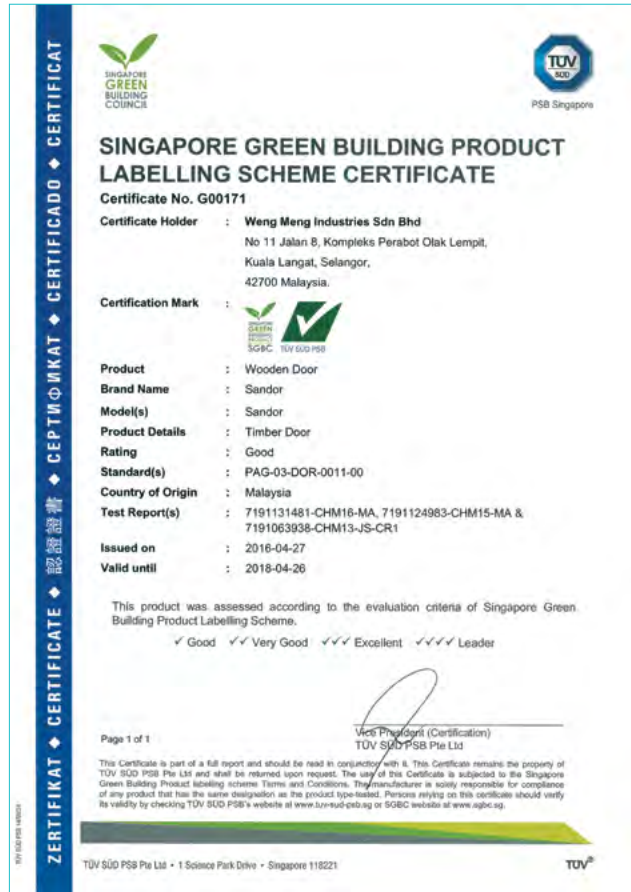 SINGAPORE
GREEN
BUILDING
COUNCIL
TÜV
SÜD
PSB Singapore
SINGAPORE GREEN BUILDING PRODUCT
LABELLING SCHEME CERTIFICATE
Certificate No. G00171
Certificate Holder : Weng Meng Industries Sdn Bhd
No 11 Jalan 8, Kompleks Perabot Olak Lempit,
Kuala Langat, Selangor,
42700 Malaysia.
Certification Mark :
SGBC TÜV SÜD PSB
Product : Wooden Door
Brand Name : Sandor
Model(s) : Sandor
Product Details : Timber Door
Rating : Good
Standard(s) : PAG-03-DOR-0011-00
Country of Origin : Malaysia
Test Report(s) : 7191131481-CHM16-MA, 7191124983-CHM15-MA &
7191063938-CHM13-JS-CR1
Issued on : 2016-04-27
Valid until : 2018-04-26
This product was assessed according to the evaluation criteria of Singapore Green
Building Product Labelling Scheme.
✓ Good ✓✓ Very Good ✓✓✓ Excellent ✓✓✓✓ Leader
Vice President (Certification)
TÜV SÜD PSB Pte Ltd
Page 1 of 1
This Certificate is part of a full report and should be read in conjunction with it. This Certificate remains the property of
TÜV SÜD PSB Pte Ltd and shall be returned upon request. The use of this Certificate is subjected to the Singapore
Green Building Product labelling scheme Terms and Conditions. The manufacturer is solely responsible for compliance
of any product that has the same designation as the product type-tested. Persons relying on this certificate should verify
its validity by checking TÜV SÜD PSB's website at www.tuv-sud-psb.sg or SGBC website at www.sgbc.sg.
TÜV SÜD PSB Pte Ltd • 1 Science Park Drive • Singapore 118221
TÜV®
ZERTIFIKAT ◆ CERTIFICATE ◆ 認證證書 ◆ СЕРТИФИКАТ ◆ CERTIFICADO ◆ CERTIFICAT